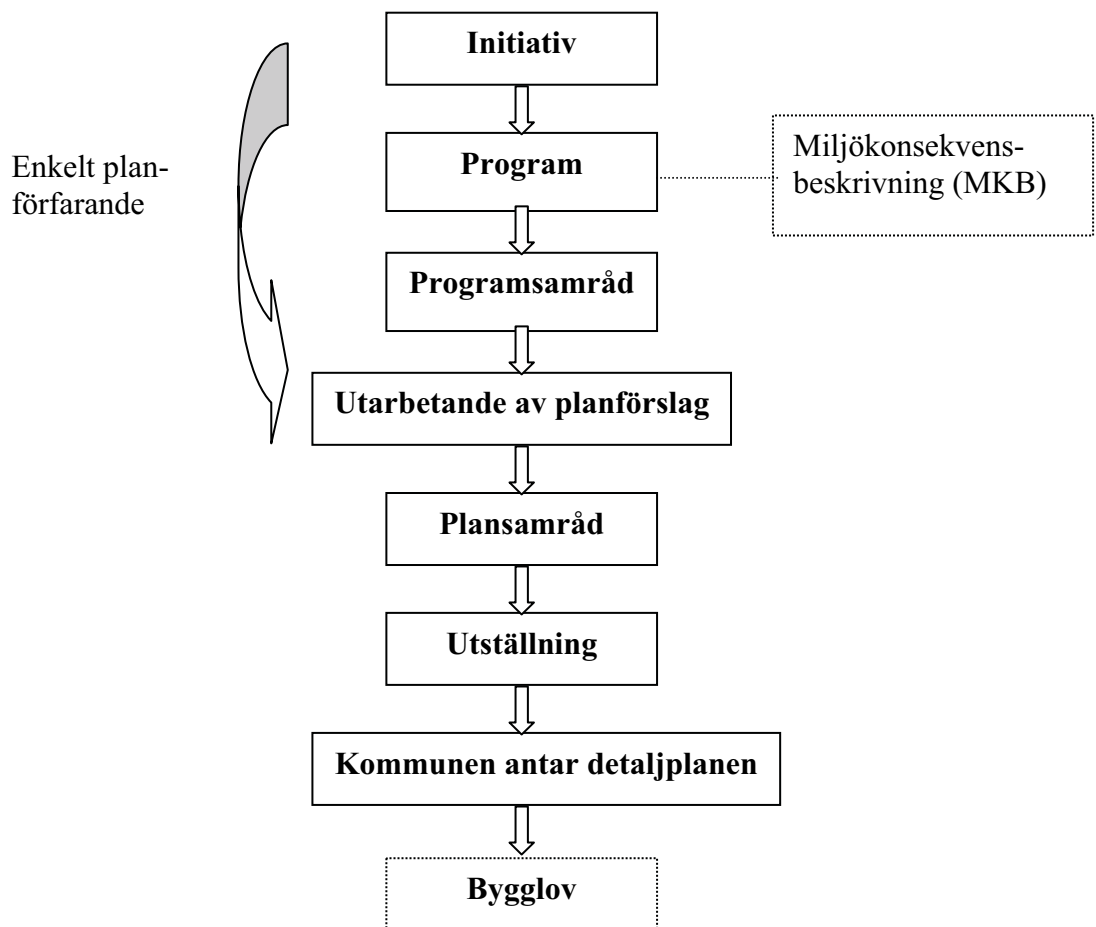 Initiativ
Enkelt plan-
förfarande
Program
Miljökonsekvens-
beskrivning (MKB)
Programsamråd
Utarbetande av planförslag
Plansamråd
Utställning
Kommunen antar detaljplanen
Bygglov